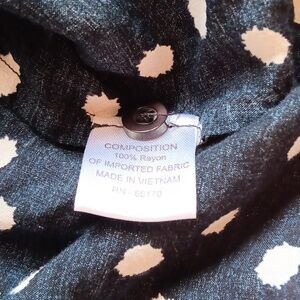 COMPOSITION
100% Rayon
OF IMPORTED FABRIC
MADE IN VIETNAM
RN - 66170